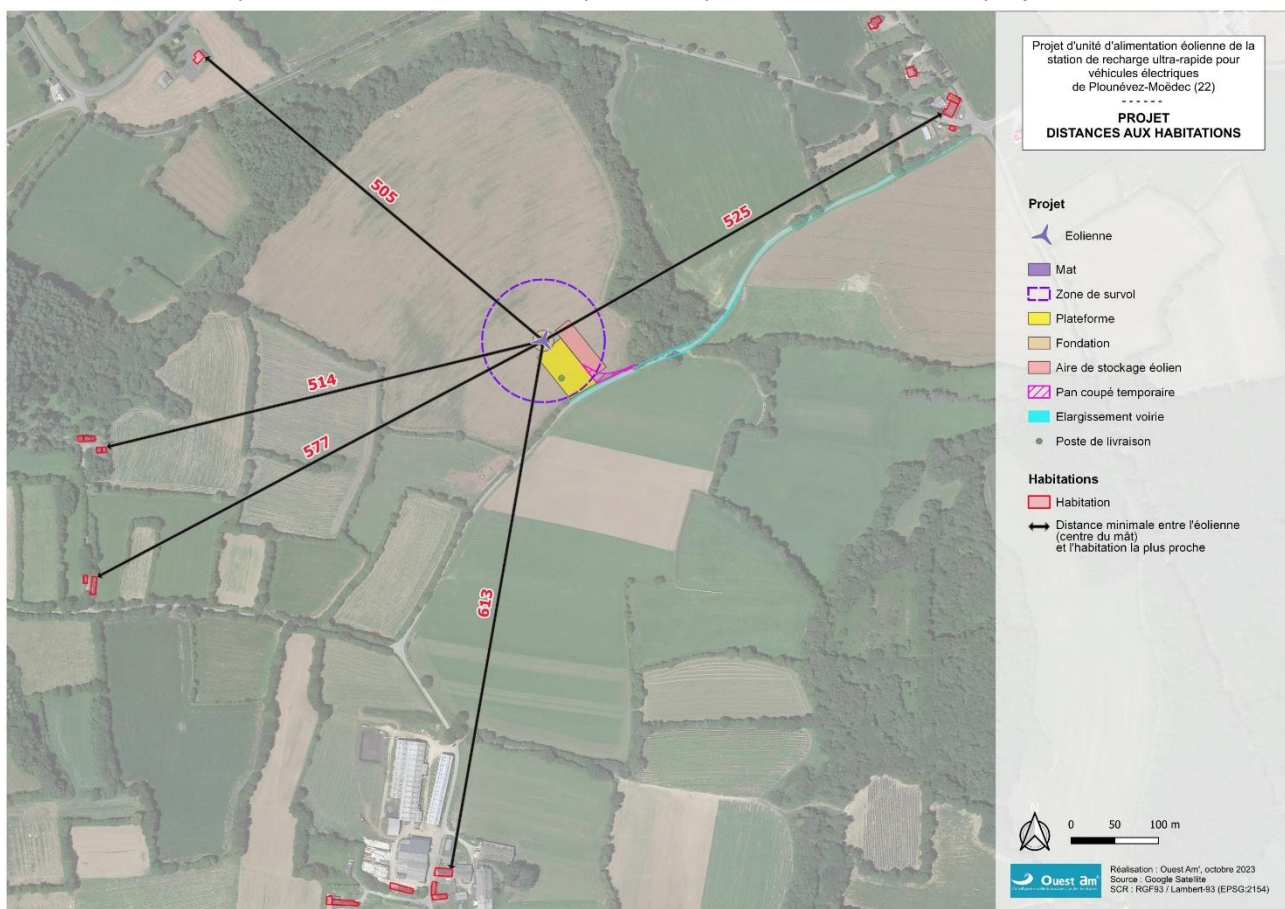 Projet d'unité d'alimentation éolienne de la
station de recharge ultra-rapide pour
véhicules électriques
de Plounévez-Moëdec (22)
------
PROJET
DISTANCES AUX HABITATIONS
505
525
514
577
613
Projet
Eolienne
Mat
Zone de survol
Plateforme
Fondation
Aire de stockage éolien
Pan coupé temporaire
Elargissement voirie
Poste de livraison
Habitations
Habitation
Distance minimale entre l'éolienne
(centre du mât)
et l'habitation la plus proche
0 50 100 m
Ouest Am'
Réalisation : Ouest Am', octobre 2023
Source : Google Satellite
SCR : RGF93 / Lambert-93 (EPSG:2154)